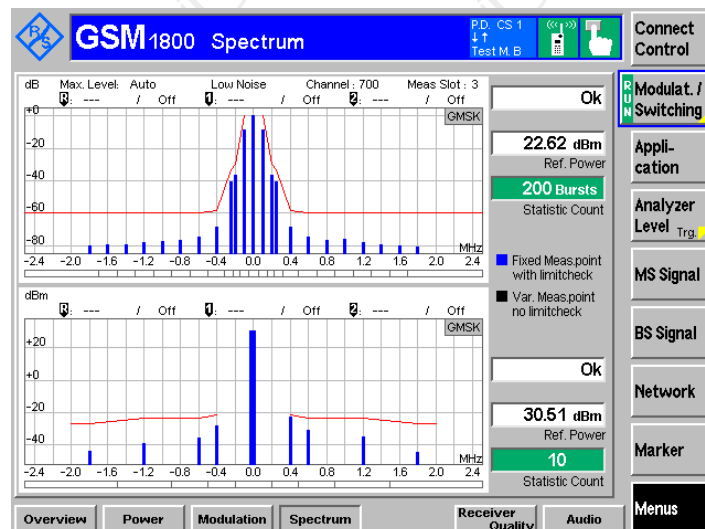 R&S
GSM 1800 Spectrum
P.D. CS 1
↓↑
Test M. B
Connect Control
dB Max. Level: Auto Low Noise Channel : 700 Meas Slot : 3
R: --- / Off 1: --- / Off 2: --- / Off
GMSK
+0
-20
-40
-60
-80
MHz
-2.4 -2.0 -1.6 -1.2 -0.8 -0.4 0.0 0.4 0.8 1.2 1.6 2.0 2.4
Ok
22.62 dBm
Ref. Power
200 Bursts
Statistic Count
Fixed Meas.point
with limitcheck
Var. Meas.point
no limitcheck
dBm
R: --- / Off 1: --- / Off 2: --- / Off
GMSK
+20
+0
-20
-40
MHz
-2.4 -2.0 -1.6 -1.2 -0.8 -0.4 0.0 0.4 0.8 1.2 1.6 2.0 2.4
Ok
30.51 dBm
Ref. Power
10
Statistic Count
RUN
Modulat. /
Switching
Appli-
cation
Analyzer
Level Trg.
MS Signal
BS Signal
Network
Marker
Menus
Overview Power Modulation Spectrum Receiver Quality Audio